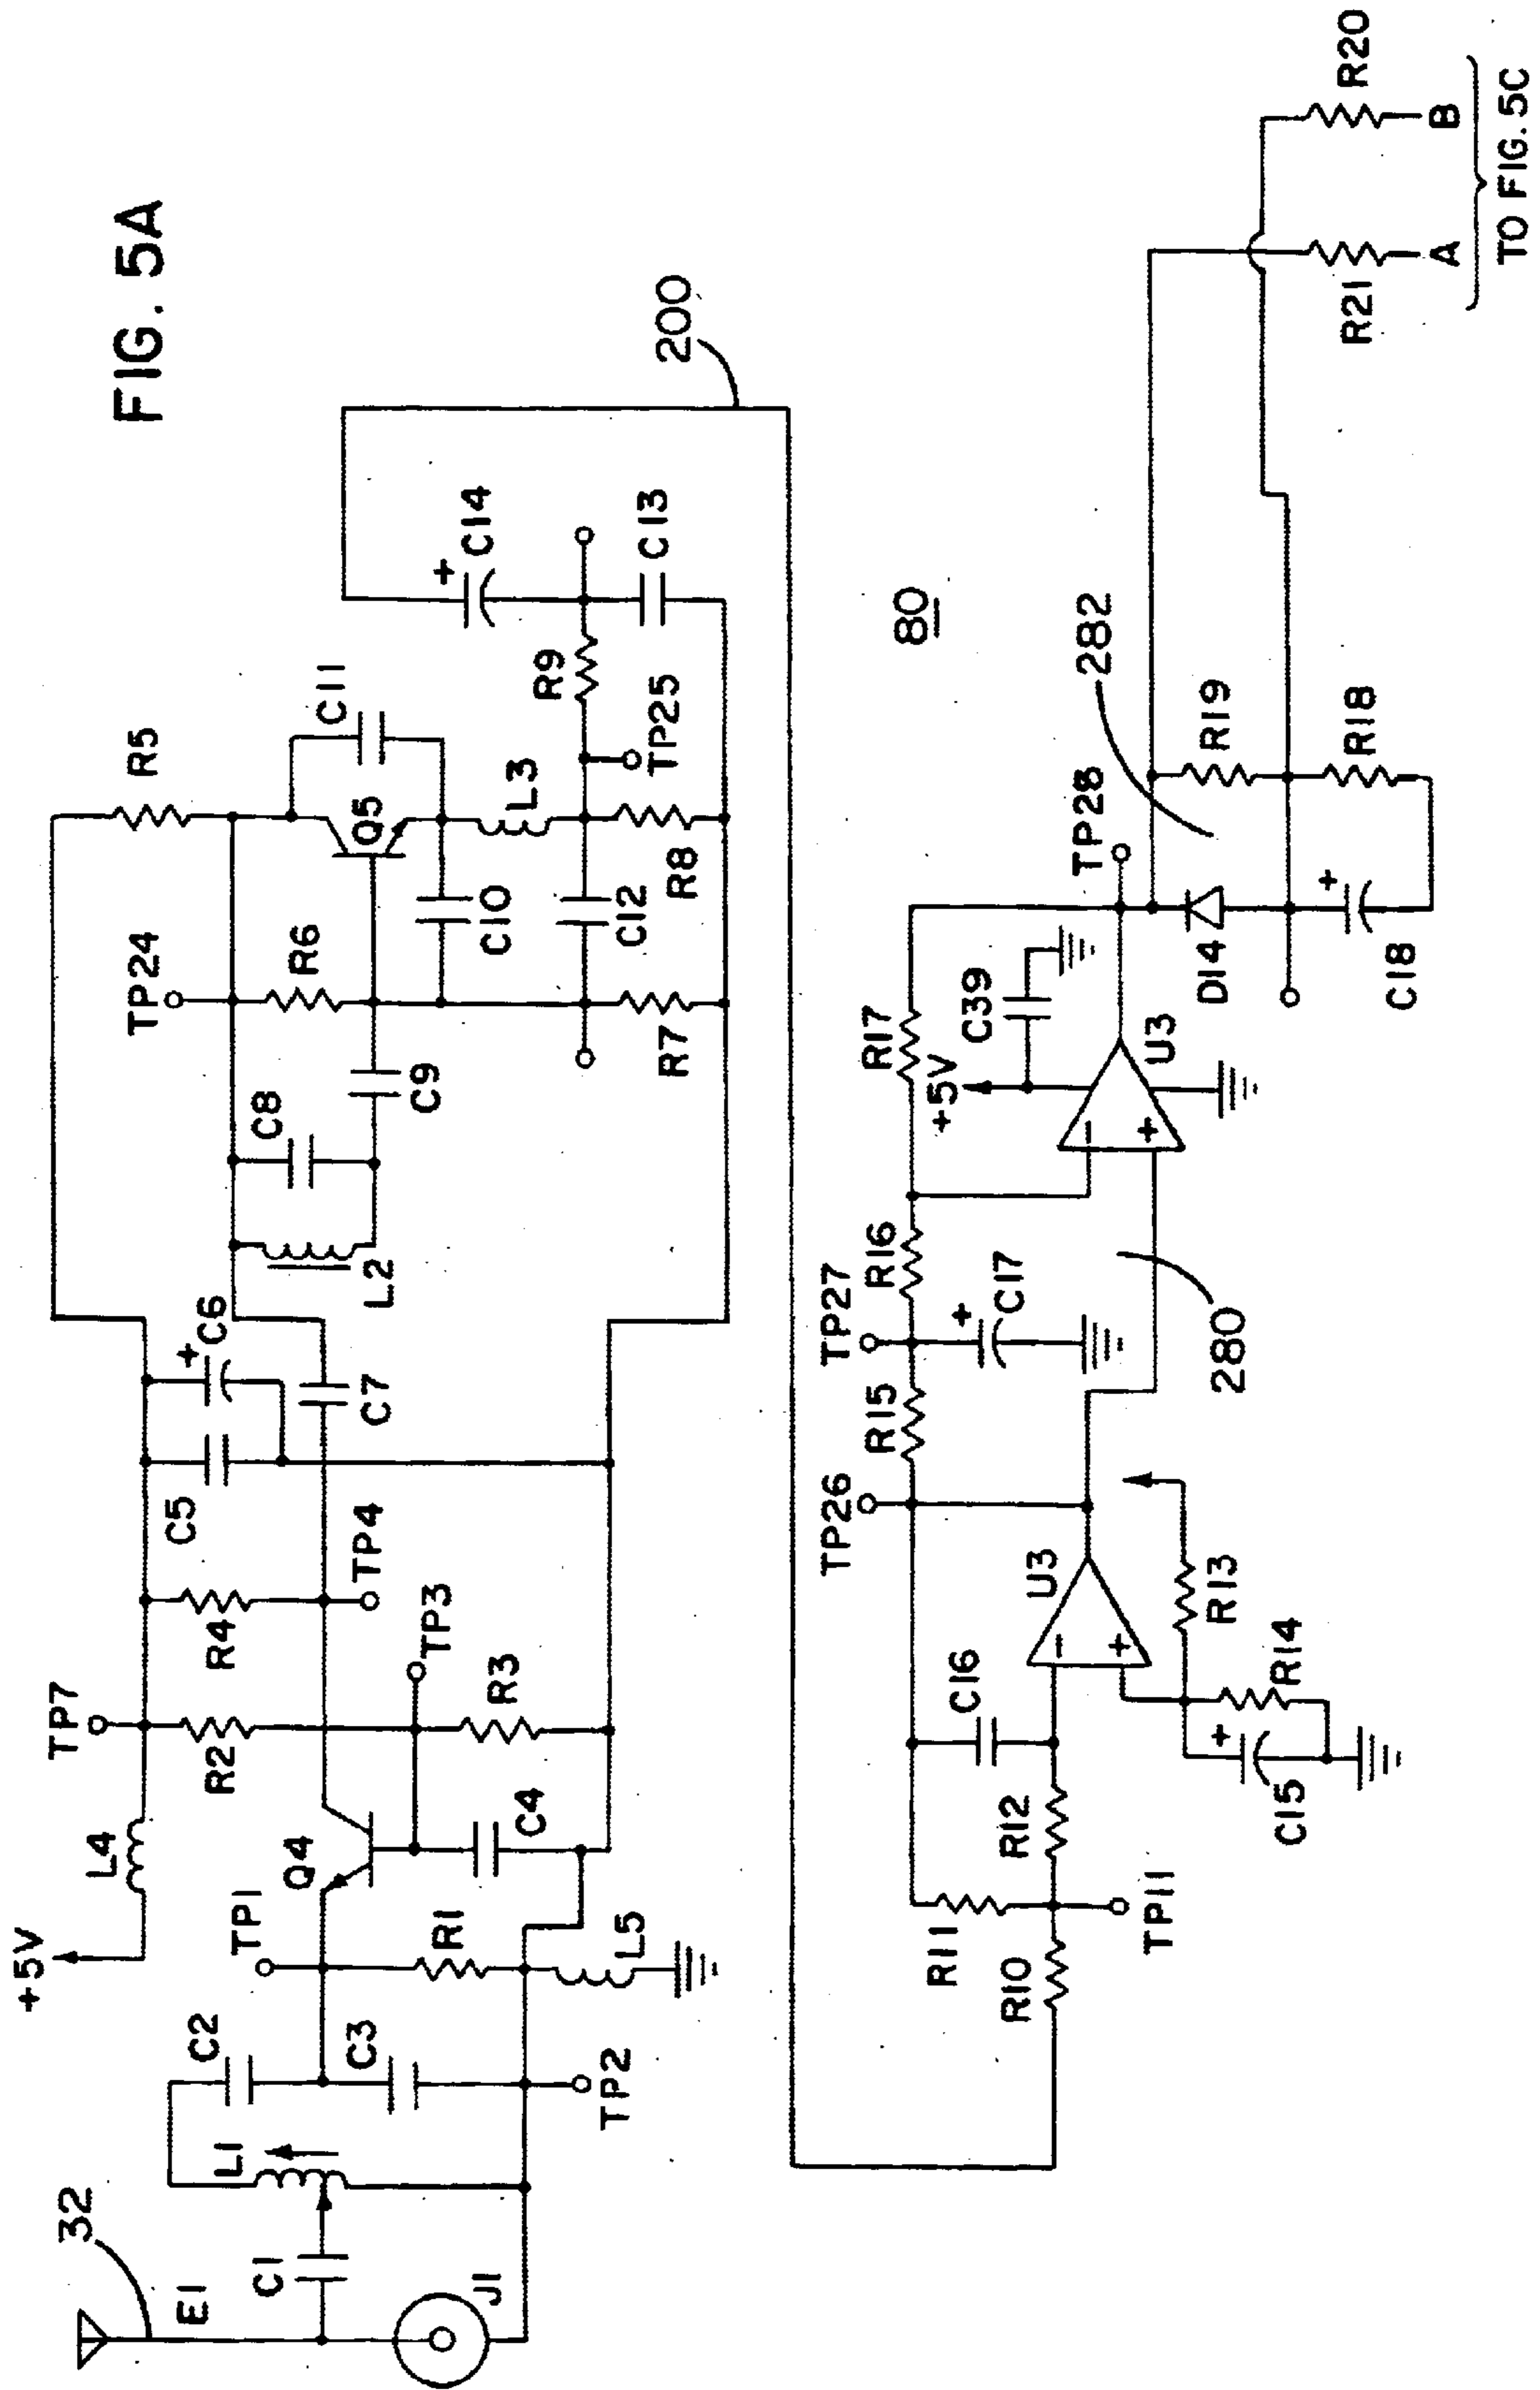 FIG. 5A
+5V
L4
TP7
R5
32
E1
C1
J1
L1
C2
C3
TP2
TP1
R1
L5
Q4
C4
R2
R3
TP3
R4
TP4
C5
C6
+
C7
L2
C8
C9
TP24
R6
R7
C10
C12
Q5
C11
L3
R8
TP25
R9
C14
+
C13
200
80
R10
R11
TP11
R12
C16
C15
+
R14
R13
U3
−
+
TP26
R15
TP27
C17
+
R16
280
R17
+5V
C39
U3
−
+
TP28
D14
282
C18
+
R19
R18
R21
R20
A
B
TO FIG. 5C